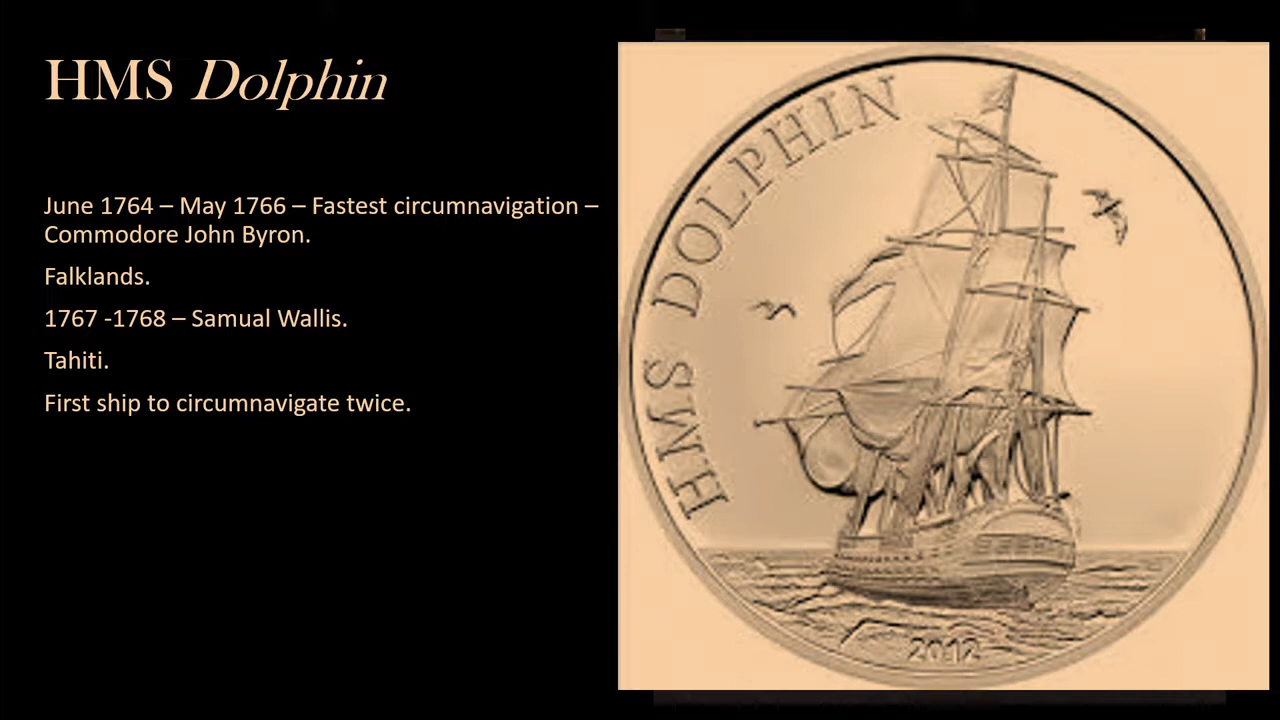 HMS Dolphin
June 1764 – May 1766 – Fastest circumnavigation –
Commodore John Byron.
Falklands.
1767 -1768 – Samual Wallis.
Tahiti.
First ship to circumnavigate twice.
HMS DOLPHIN
2012